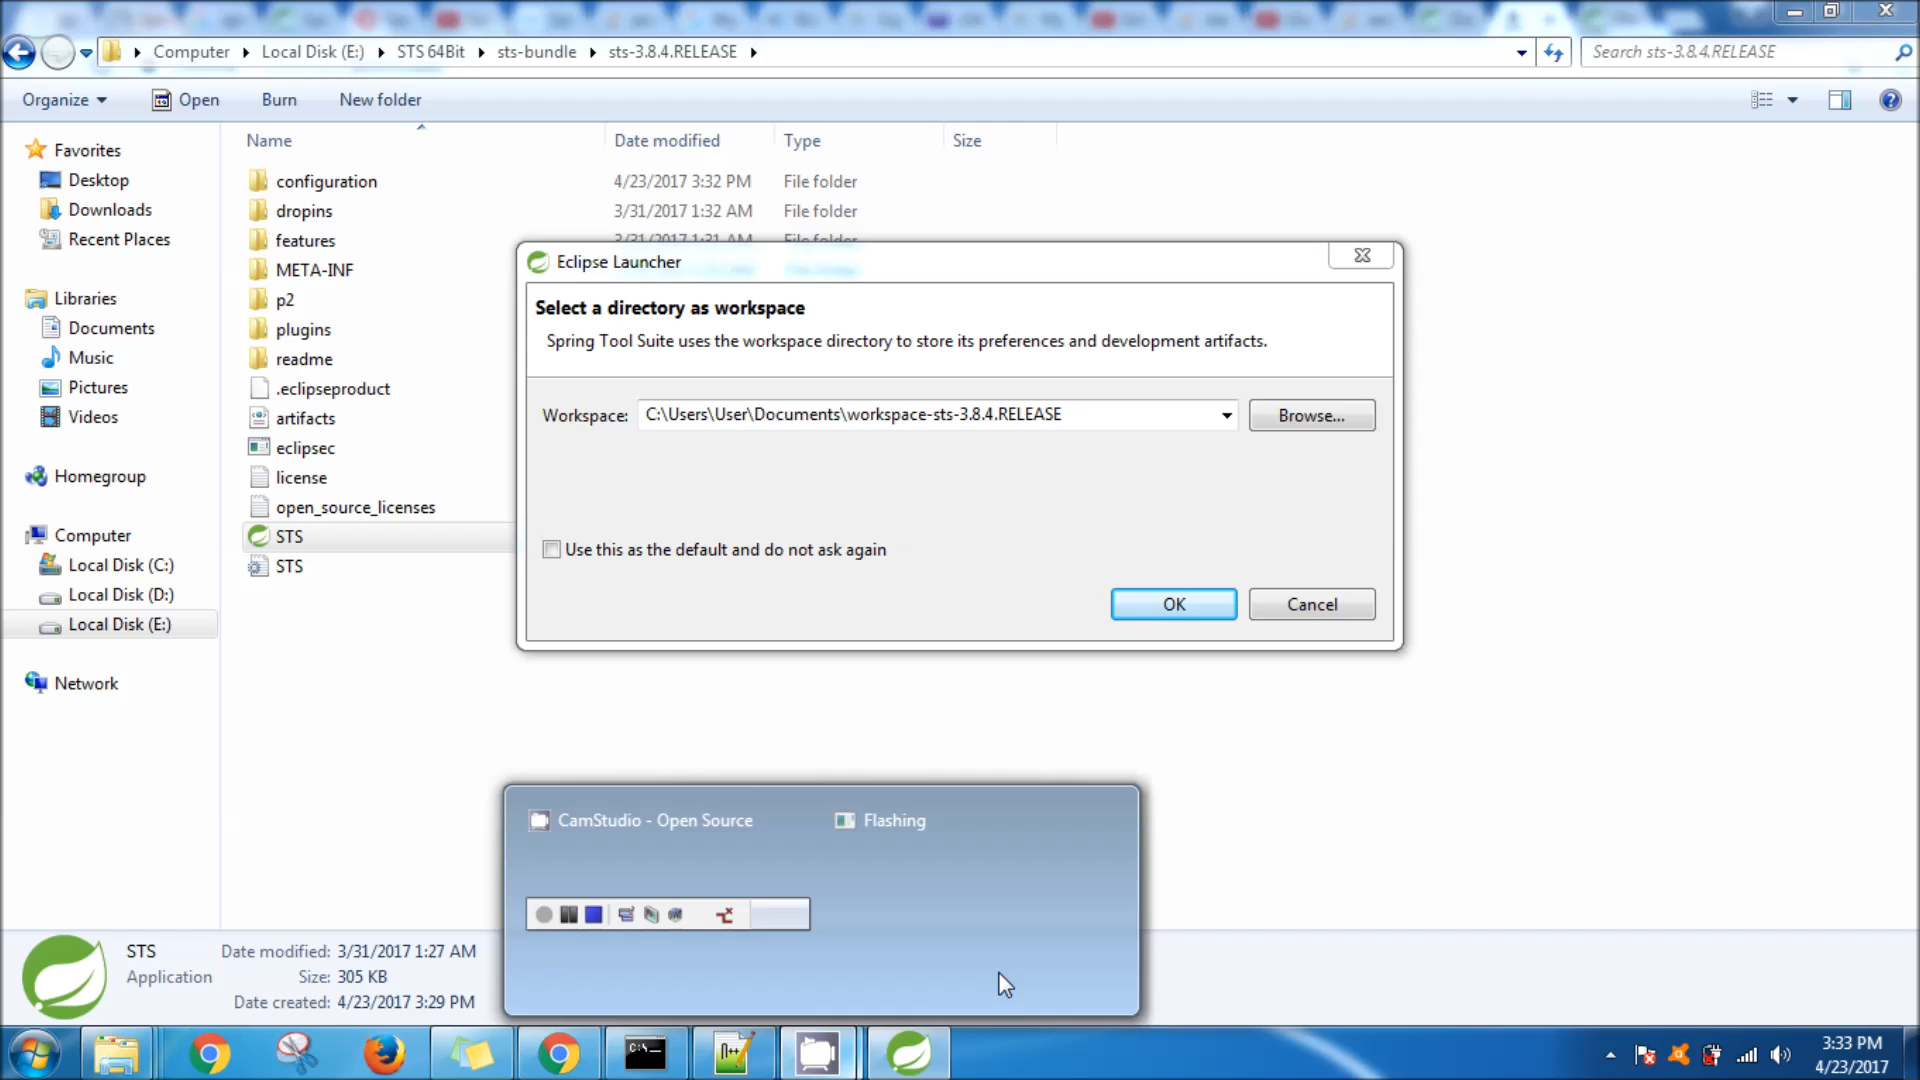 Computer Local Disk (E:) STS 64Bit sts-bundle sts-3.8.4.RELEASE
Search sts-3.8.4.RELEASE
Organize Open Burn New folder
Name Date modified Type Size
Favorites
Desktop
Downloads
Recent Places
Libraries
Documents
Music
Pictures
Videos
Homegroup
Computer
Local Disk (C:)
Local Disk (D:)
Local Disk (E:)
Network
configuration 4/23/2017 3:32 PM File folder
dropins 3/31/2017 1:32 AM File folder
features 3/31/2017 1:31 AM File folder
META-INF
p2
plugins
readme
.eclipseproduct
artifacts
eclipsec
license
open_source_licenses
STS
STS
Eclipse Launcher
Select a directory as workspace
Spring Tool Suite uses the workspace directory to store its preferences and development artifacts.
Workspace: C:\Users\User\Documents\workspace-sts-3.8.4.RELEASE Browse...
Use this as the default and do not ask again
OK Cancel
CamStudio - Open Source Flashing
STS Date modified: 3/31/2017 1:27 AM
Application Size: 305 KB
Date created: 4/23/2017 3:29 PM
C:\
N++
3:33 PM
4/23/2017